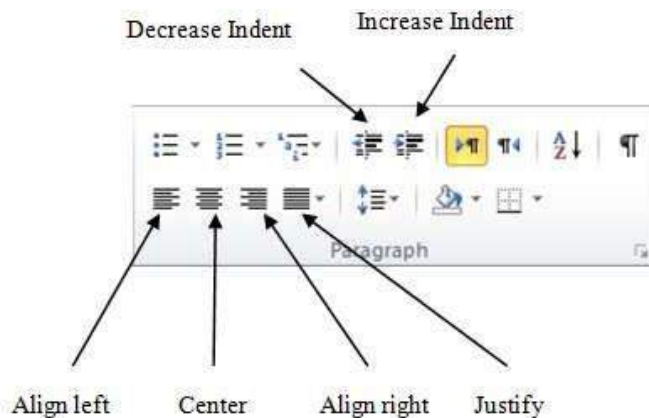 Decrease Indent
Increase Indent
Paragraph
Align left
Center
Align right
Justify